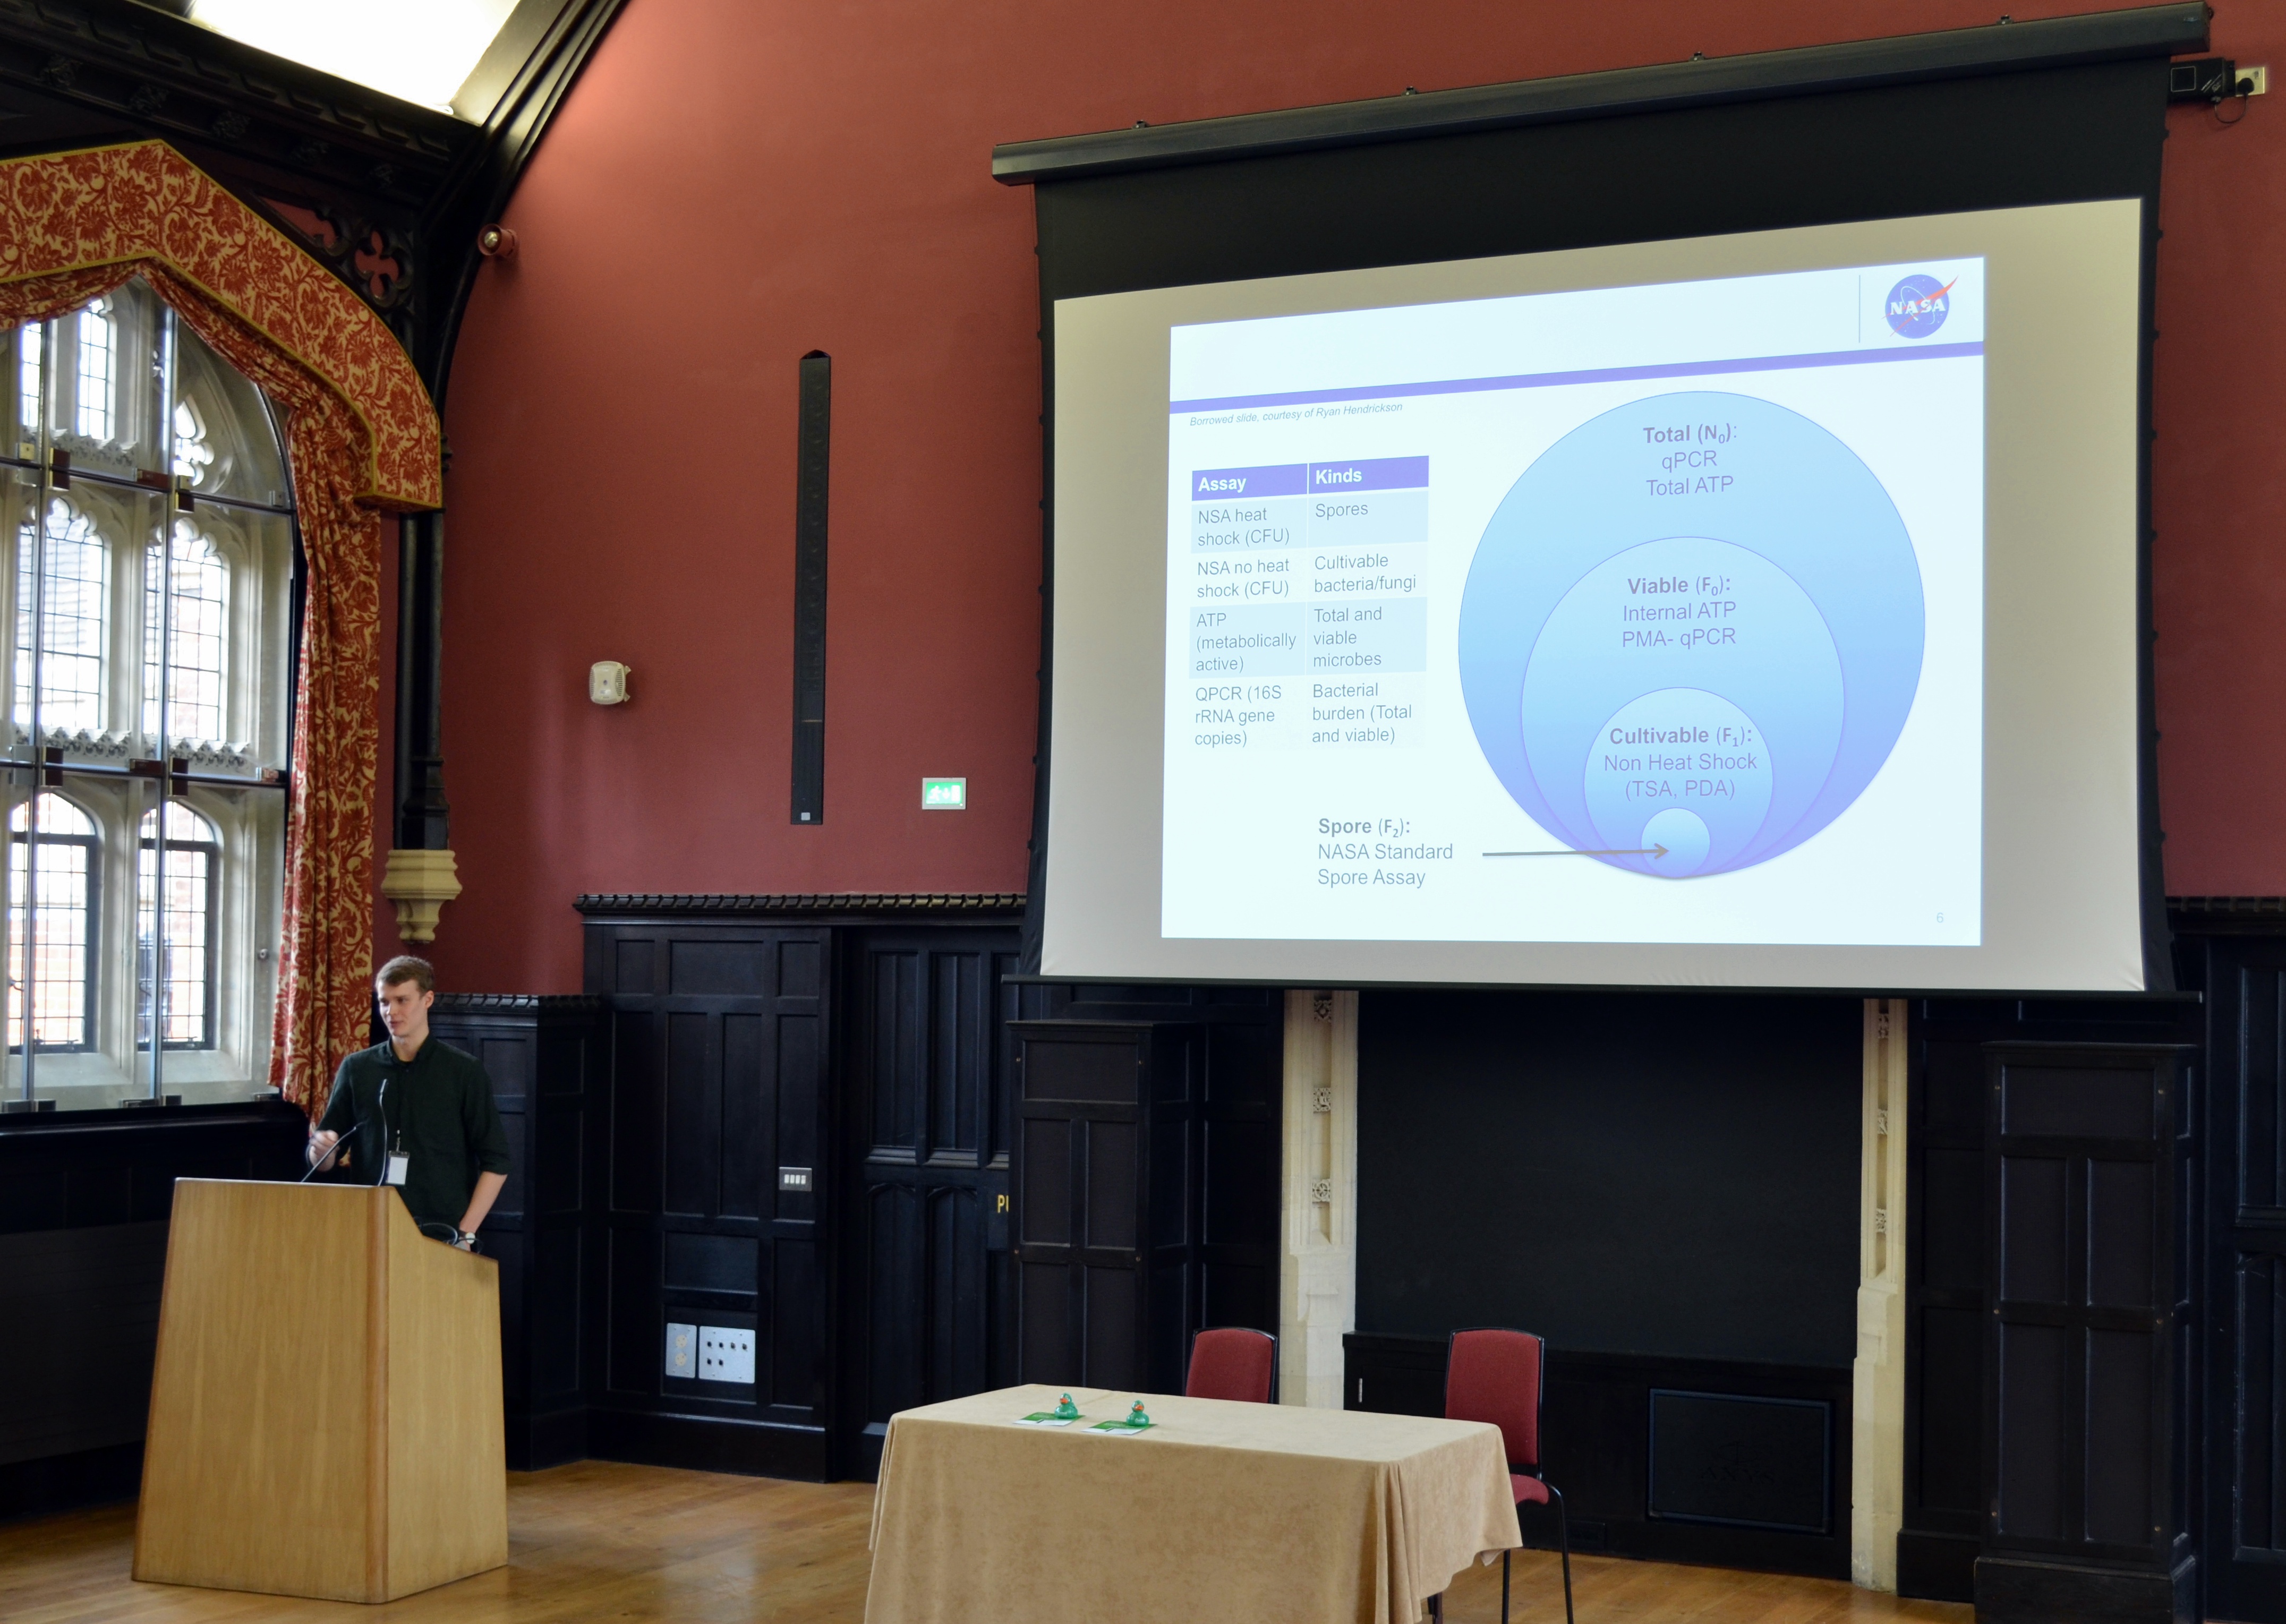 NASA
Borrowed slide, courtesy of Ryan Hendrickson
Assay
Kinds
NSA heat
shock (CFU)
Spores
NSA no heat
shock (CFU)
Cultivable
bacteria/fungi
ATP
(metabolically
active)
Total and
viable
microbes
QPCR (16S
rRNA gene
copies)
Bacterial
burden (Total
and viable)
Total (N₀):
qPCR
Total ATP
Viable (F₀):
Internal ATP
PMA- qPCR
Cultivable (F₁):
Non Heat Shock
(TSA, PDA)
Spore (F₂):
NASA Standard
Spore Assay
6